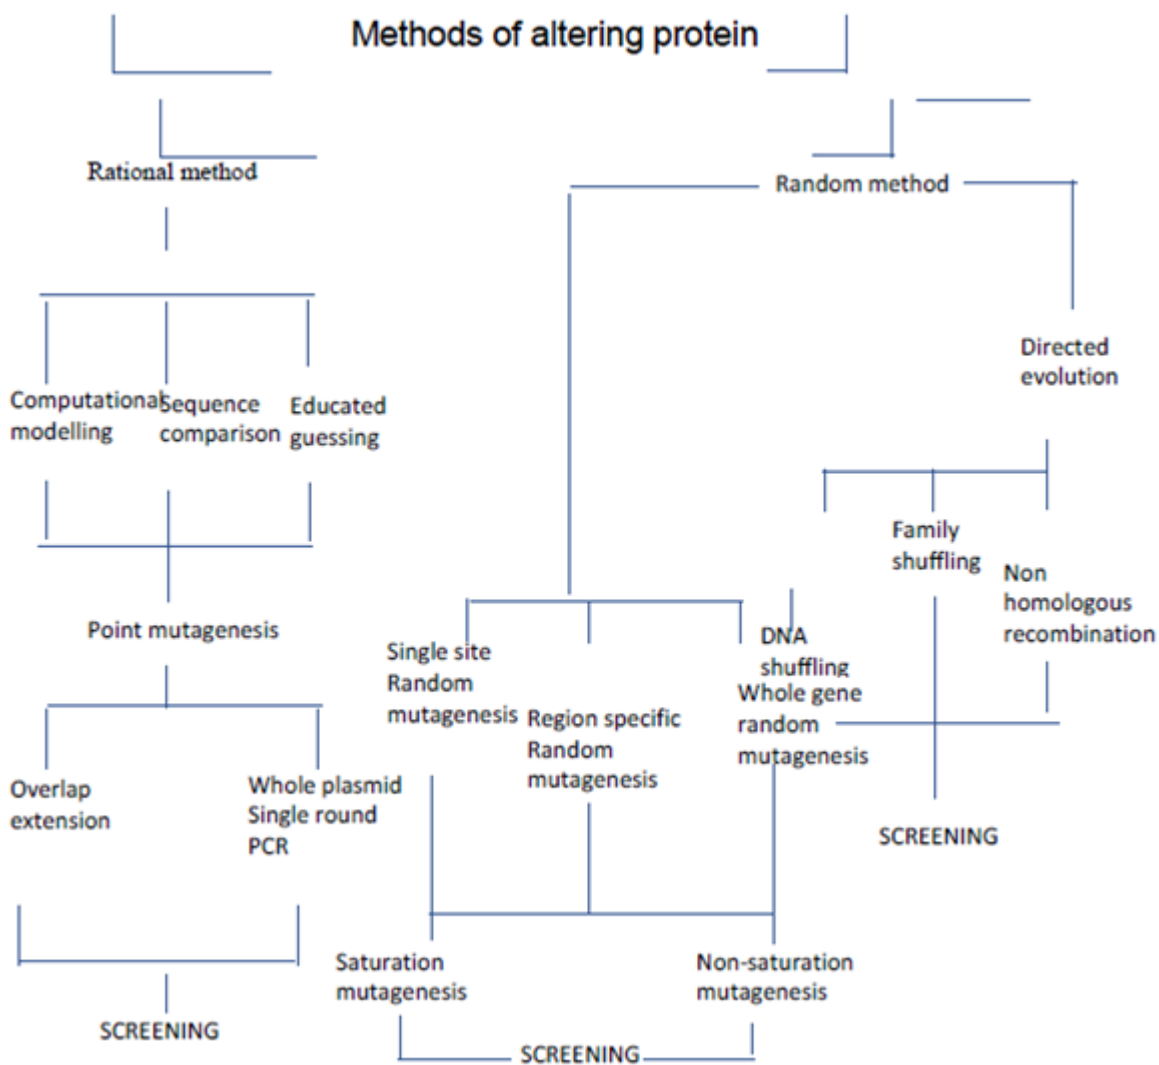 Methods of altering protein
Rational method
Random method
Directed
evolution
Computational
modelling
Sequence
comparison
Educated
guessing
Family
shuffling
Non
homologous
recombination
Point mutagenesis
Single site
Random
mutagenesis
Region specific
Random
mutagenesis
DNA
shuffling
Whole gene
random
mutagenesis
Overlap
extension
Whole plasmid
Single round
PCR
SCREENING
Saturation
mutagenesis
Non-saturation
mutagenesis
SCREENING
SCREENING